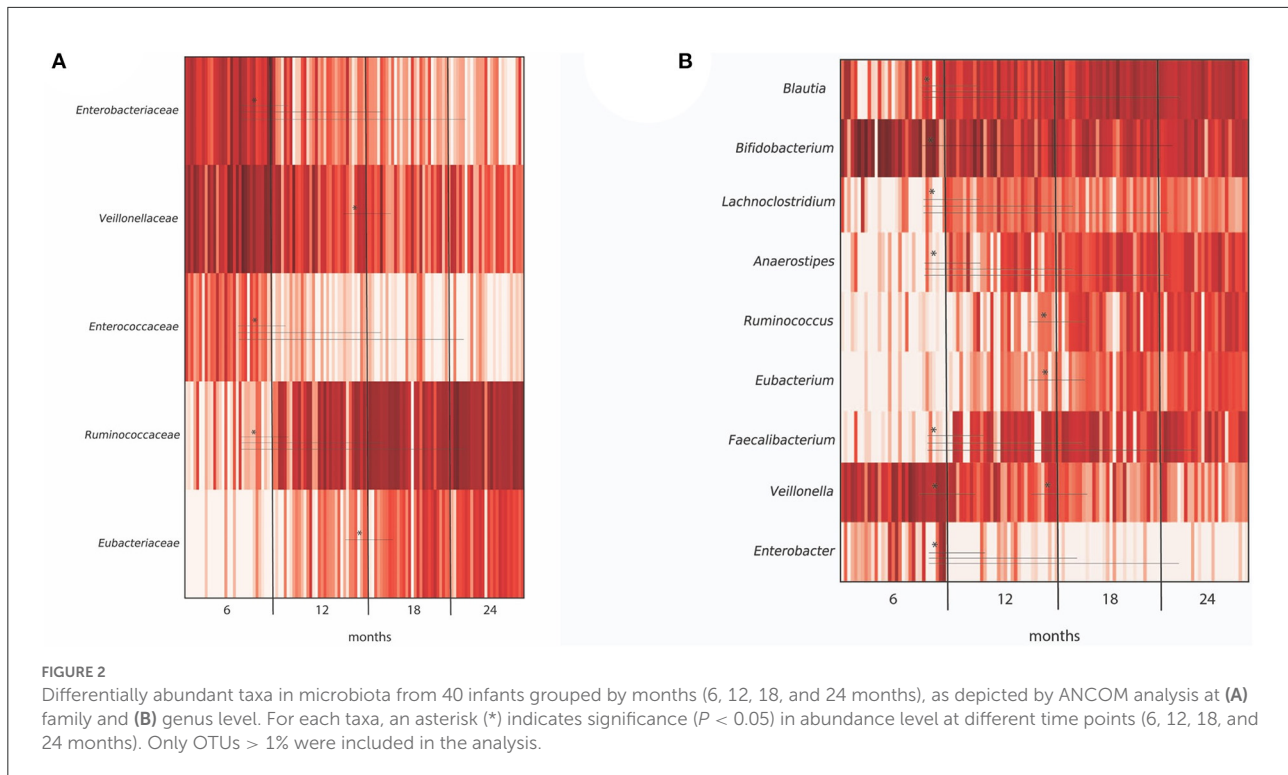 A
Enterobacteriaceae
*
Veillonellaceae
*
Enterococcaceae
*
Ruminococcaceae
*
Eubacteriaceae
*
6 12 18 24
months
B
Blautia
*
Bifidobacterium
*
Lachnoclostridium
*
Anaerostipes
*
Ruminococcus
*
Eubacterium
*
Faecalibacterium
*
Veillonella
* *
Enterobacter
*
6 12 18 24
months
FIGURE 2
Differentially abundant taxa in microbiota from 40 infants grouped by months (6, 12, 18, and 24 months), as depicted by ANCOM analysis at (A)
family and (B) genus level. For each taxa, an asterisk (*) indicates significance (P < 0.05) in abundance level at different time points (6, 12, 18, and
24 months). Only OTUs > 1% were included in the analysis.